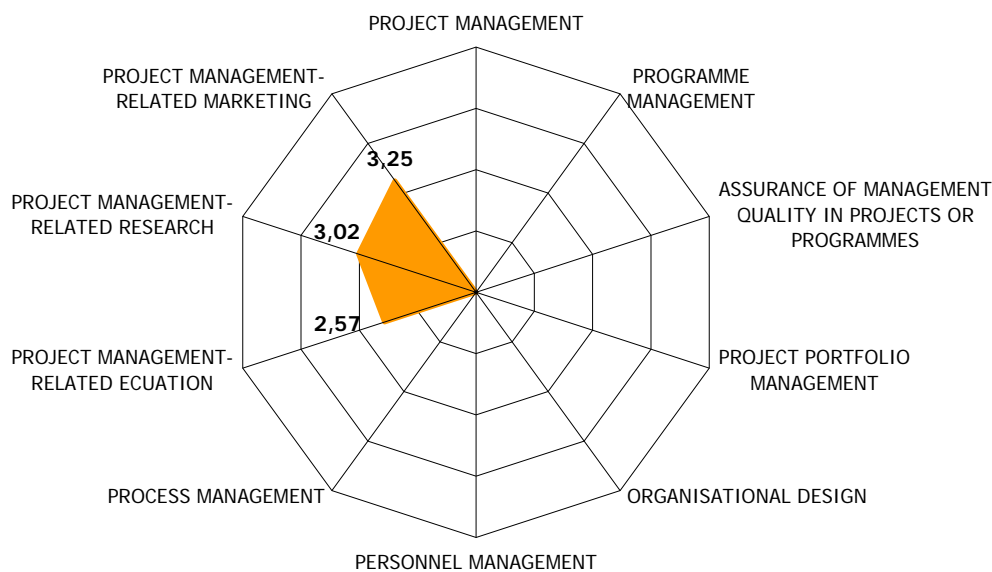 PROJECT MANAGEMENT
PROJECT MANAGEMENT-
RELATED MARKETING
PROGRAMME
MANAGEMENT
3,25
ASSURANCE OF MANAGEMENT
QUALITY IN PROJECTS OR
PROGRAMMES
PROJECT MANAGEMENT-
RELATED RESEARCH
3,02
2,57
PROJECT MANAGEMENT-
RELATED ECUATION
PROJECT PORTFOLIO
MANAGEMENT
PROCESS MANAGEMENT
ORGANISATIONAL DESIGN
PERSONNEL MANAGEMENT